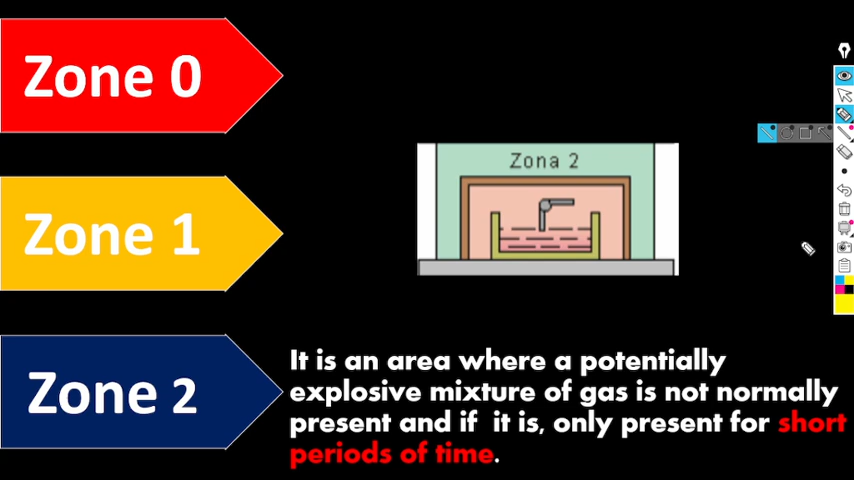 Zone 0
Zona 2
Zone 1
Zone 2
It is an area where a potentially
explosive mixture of gas is not normally
present and if it is, only present for short
periods of time.